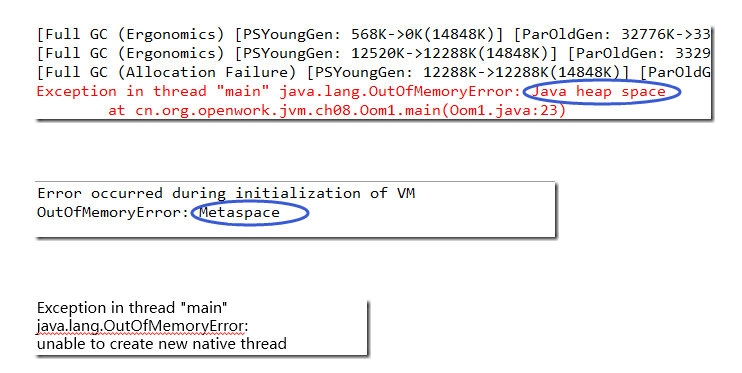 [Full GC (Ergonomics) [PSYoungGen: 568K->0K(14848K)] [ParOldGen: 32776K->33
[Full GC (Ergonomics) [PSYoungGen: 12520K->12288K(14848K)] [ParOldGen: 3329
[Full GC (Allocation Failure) [PSYoungGen: 12288K->12288K(14848K)] [ParOldG
Exception in thread "main" java.lang.OutOfMemoryError: Java heap space
at cn.org.openwork.jvm.ch08.Oom1.main(Oom1.java:23)
Error occurred during initialization of VM
OutOfMemoryError: Metaspace
Exception in thread "main"
java.lang.OutOfMemoryError:
unable to create new native thread